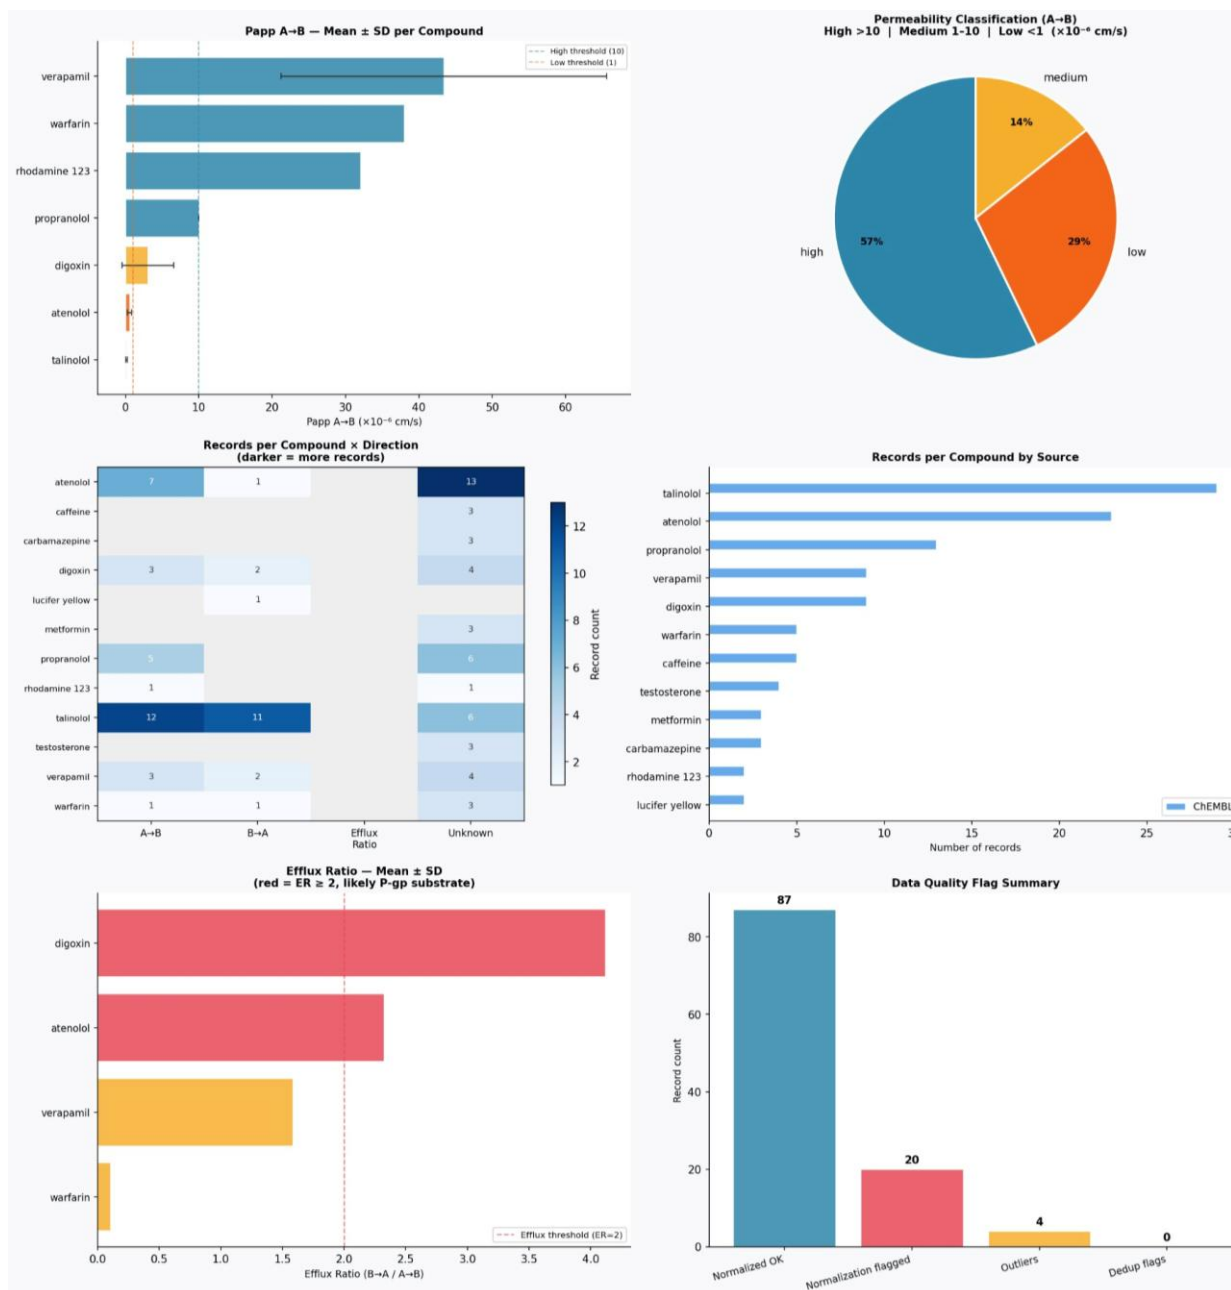 Papp A→B — Mean ± SD per Compound
High threshold (10)
Low threshold (1)
verapamil
warfarin
rhodamine 123
propranolol
digoxin
atenolol
talinolol
0 10 20 30 40 50 60
Papp A→B (×10⁻⁶ cm/s)
Permeability Classification (A→B)
High >10 | Medium 1–10 | Low <1 (×10⁻⁶ cm/s)
medium
14%
57%
29%
high
low
Records per Compound × Direction
(darker = more records)
atenolol 7 1 13
caffeine 3
carbamazepine 3
digoxin 3 2 4
lucifer yellow 1
metformin 3
propranolol 5 6
rhodamine 123 1 1
talinolol 12 11 6
testosterone 3
verapamil 3 2 4
warfarin 1 1 3
A→B B→A Efflux Unknown
Ratio
12
10
8
6
4
2
Record count
Records per Compound by Source
talinolol
atenolol
propranolol
verapamil
digoxin
warfarin
caffeine
testosterone
metformin
carbamazepine
rhodamine 123
lucifer yellow
ChEMBL
0 5 10 15 20 25
Number of records
Efflux Ratio — Mean ± SD
(red = ER ≥ 2, likely P-gp substrate)
digoxin
atenolol
verapamil
warfarin
Efflux threshold (ER=2)
0.0 0.5 1.0 1.5 2.0 2.5 3.0 3.5 4.0
Efflux Ratio (B→A / A→B)
Data Quality Flag Summary
87
80
60
40
20
20
4
0
0
Record count
Normalized OK
Normalization flagged
Outliers
Dedup flags